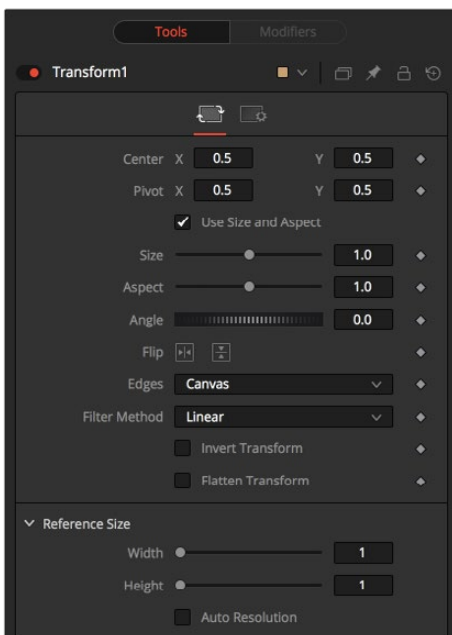 Tools Modifiers
Transform1
Center X 0.5 Y 0.5
Pivot X 0.5 Y 0.5
Use Size and Aspect
Size 1.0
Aspect 1.0
Angle 0.0
Flip
Edges Canvas
Filter Method Linear
Invert Transform
Flatten Transform
Reference Size
Width 1
Height 1
Auto Resolution